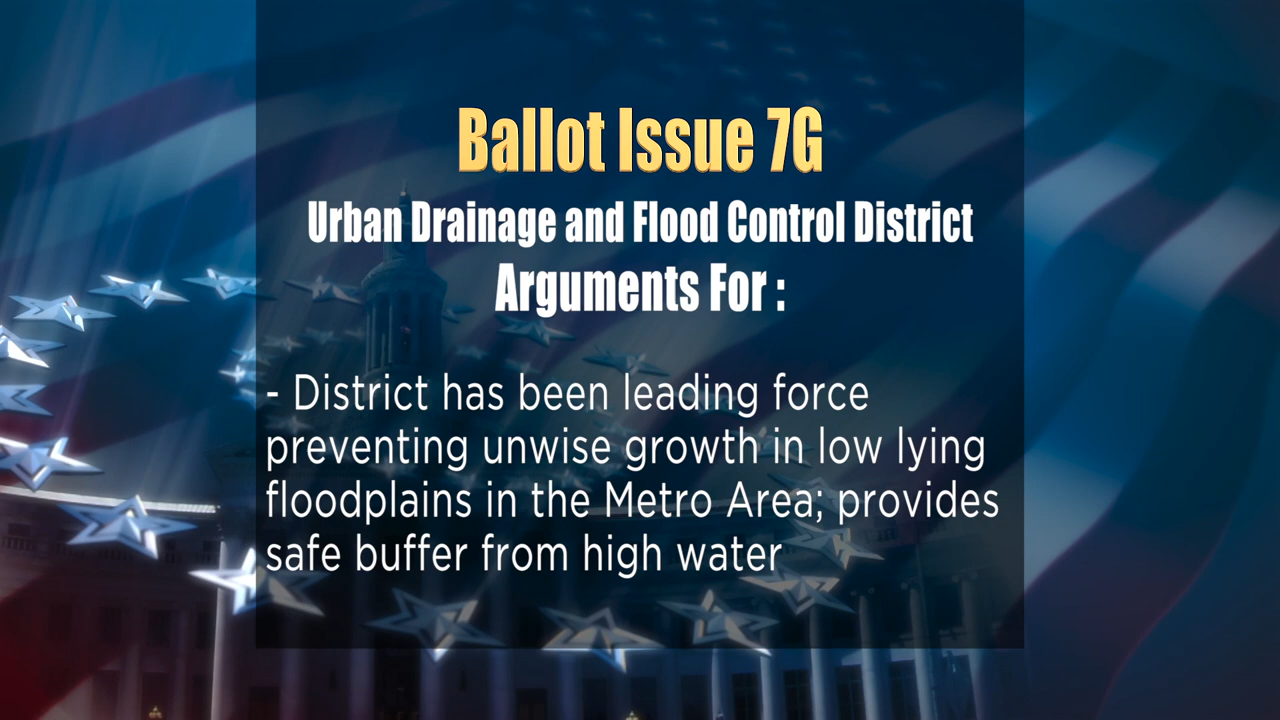 Ballot Issue 7G
Urban Drainage and Flood Control District
Arguments For :
- District has been leading force
preventing unwise growth in low lying
floodplains in the Metro Area; provides
safe buffer from high water